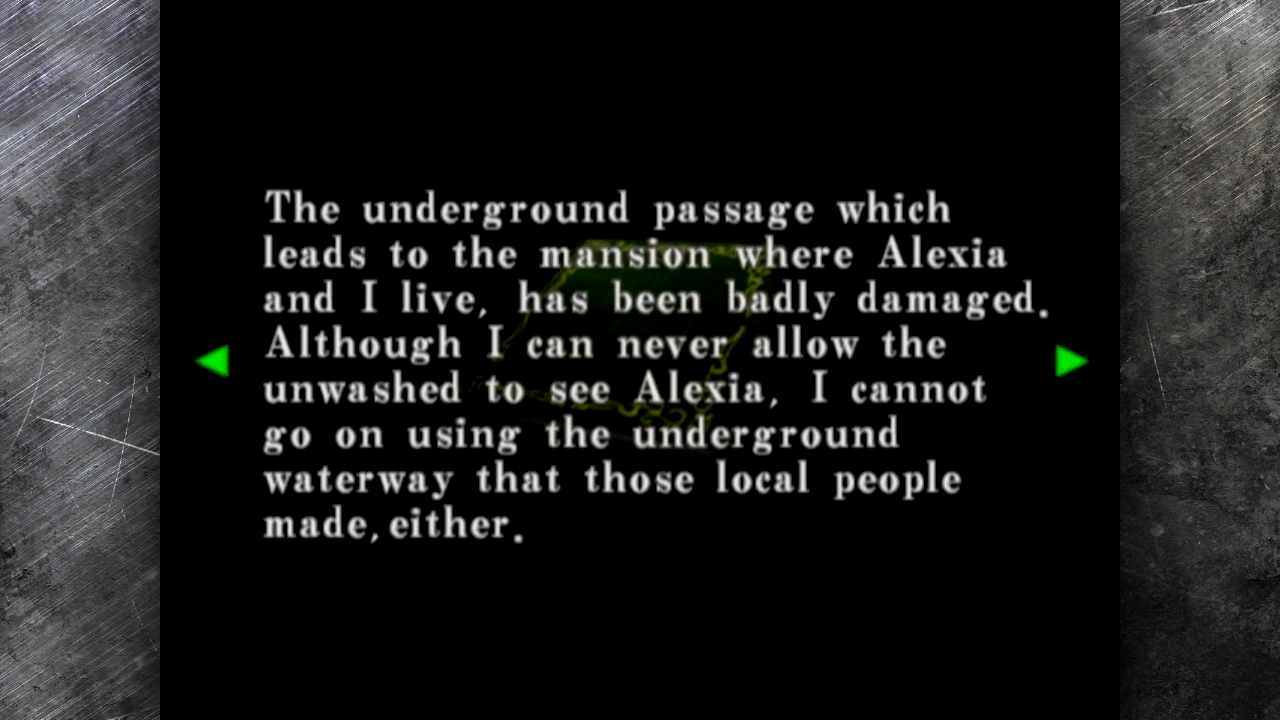 The underground passage which
leads to the mansion where Alexia
and I live, has been badly damaged.
Although I can never allow the
unwashed to see Alexia, I cannot
go on using the underground
waterway that those local people
made, either.